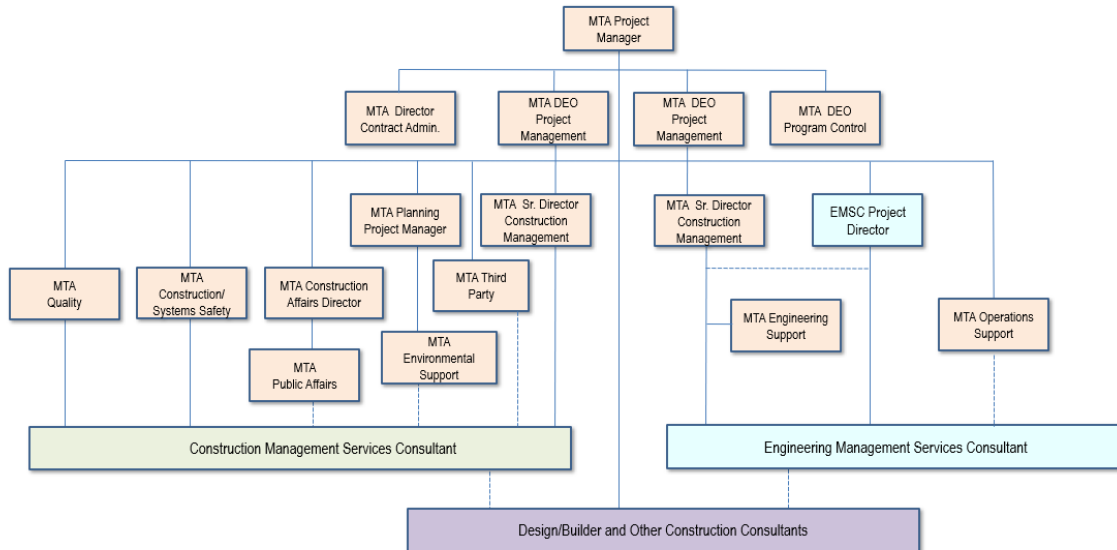 MTA Project
Manager
MTA Director
Contract Admin.
MTA DEO
Project
Management
MTA DEO
Project
Management
MTA DEO
Program Control
MTA Planning
Project Manager
MTA Sr. Director
Construction
Management
MTA Sr. Director
Construction
Management
EMSC Project
Director
MTA
Quality
MTA
Construction/
Systems Safety
MTA Construction
Affairs Director
MTA Third
Party
MTA Engineering
Support
MTA Operations
Support
MTA
Public Affairs
MTA
Environmental
Support
Construction Management Services Consultant
Engineering Management Services Consultant
Design/Builder and Other Construction Consultants